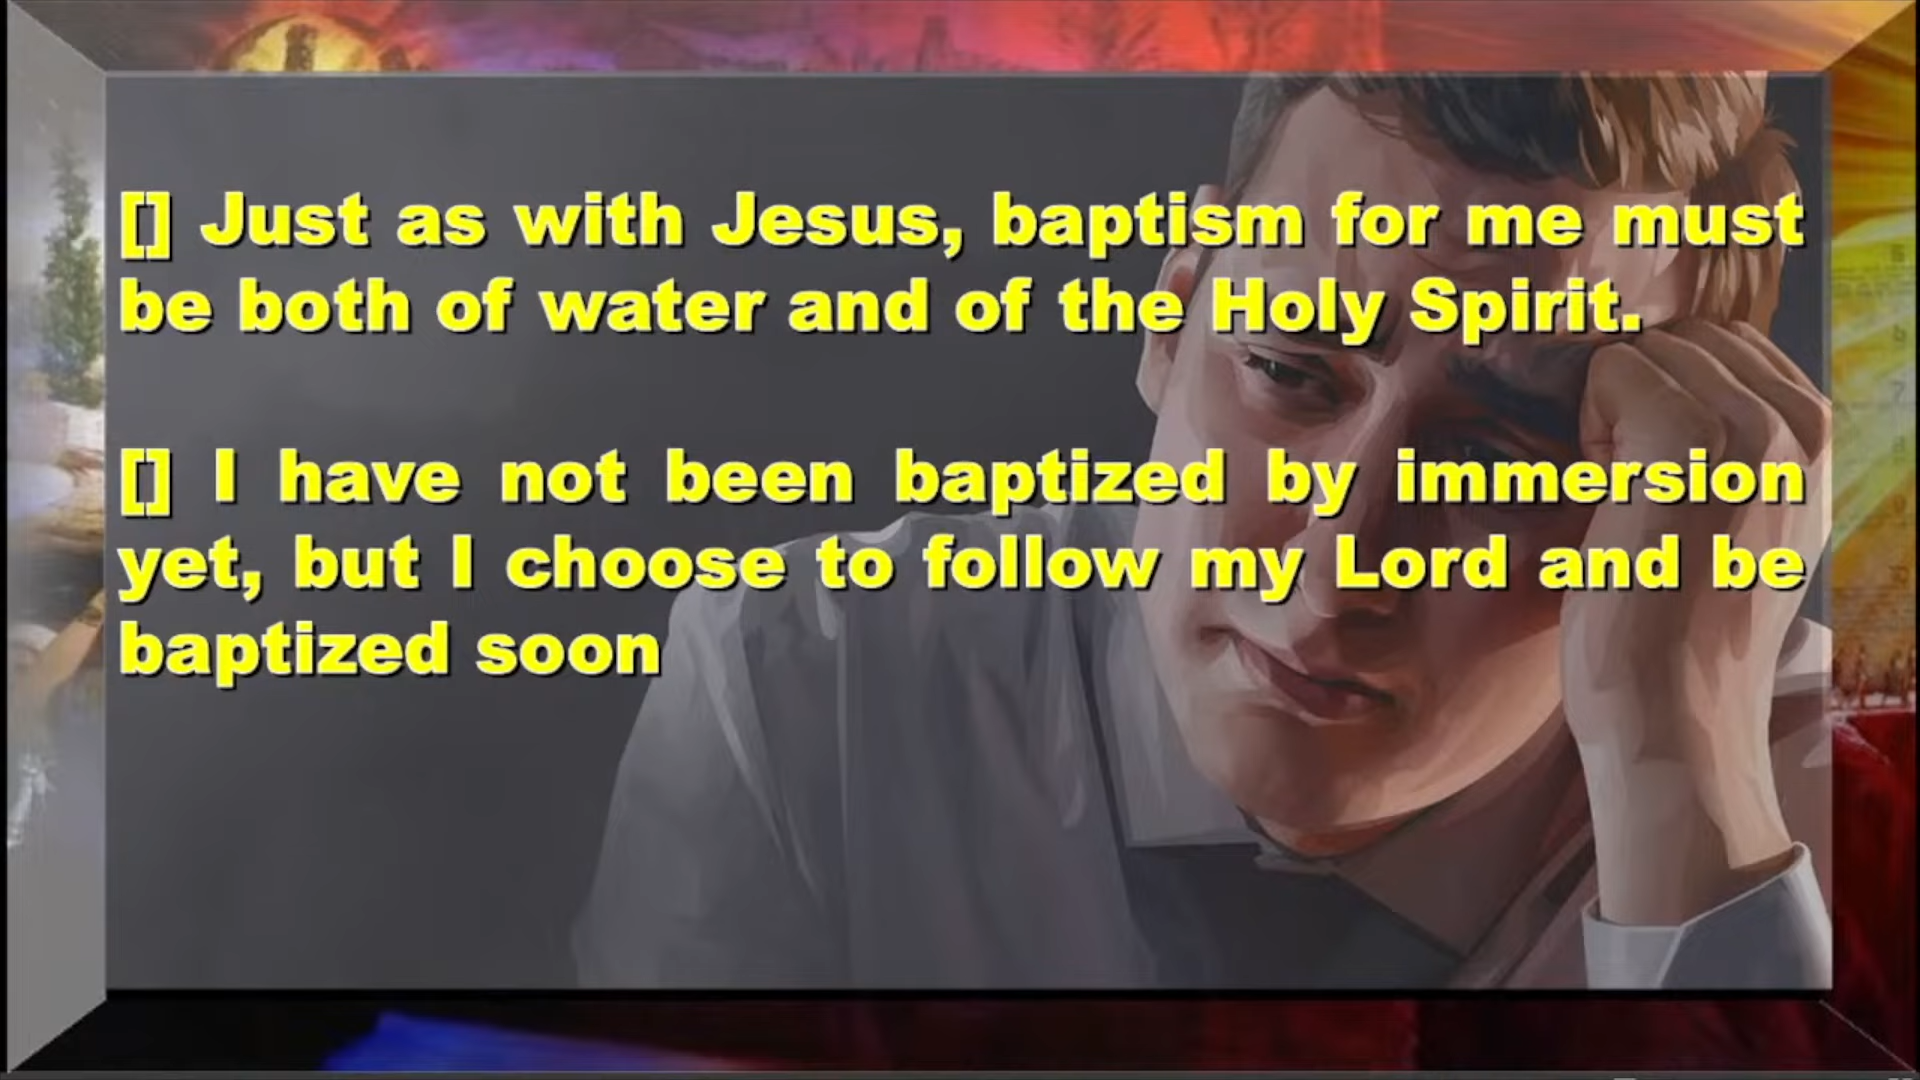 [] Just as with Jesus, baptism for me must
be both of water and of the Holy Spirit.
[] I have not been baptized by immersion
yet, but I choose to follow my Lord and be
baptized soon